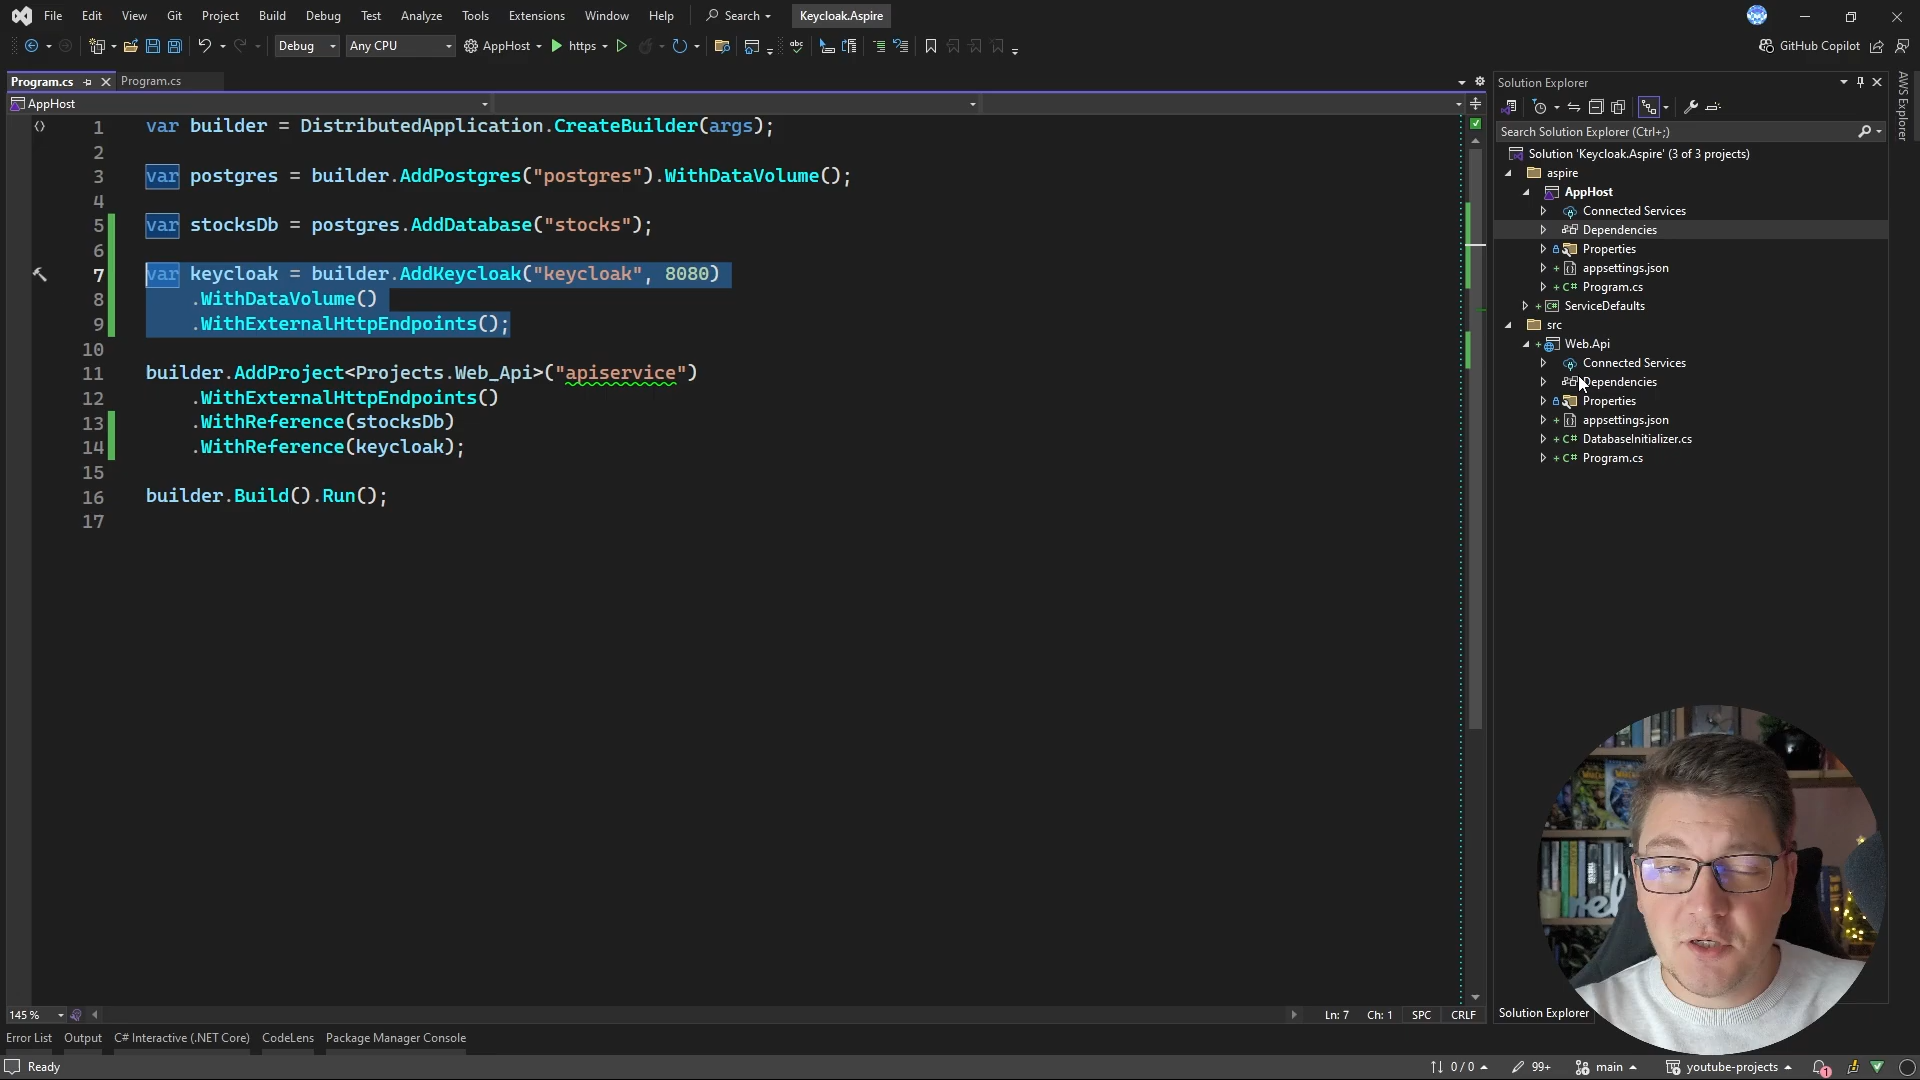 File Edit View Git Project Build Debug Test Analyze Tools Extensions Window Help Search Keycloak.Aspire
Debug Any CPU AppHost https GitHub Copilot
Program.cs Program.cs
AppHost
1 var builder = DistributedApplication.CreateBuilder(args);
2
3 var postgres = builder.AddPostgres("postgres").WithDataVolume();
4
5 var stocksDb = postgres.AddDatabase("stocks");
6
7 var keycloak = builder.AddKeycloak("keycloak", 8080)
8 .WithDataVolume()
9 .WithExternalHttpEndpoints();
10
11 builder.AddProject<Projects.Web_Api>("apiservice")
12 .WithExternalHttpEndpoints()
13 .WithReference(stocksDb)
14 .WithReference(keycloak);
15
16 builder.Build().Run();
17
Solution Explorer
Search Solution Explorer (Ctrl+;)
Solution 'Keycloak.Aspire' (3 of 3 projects)
aspire
AppHost
Connected Services
Dependencies
Properties
appsettings.json
C# Program.cs
C# ServiceDefaults
src
Web.Api
Connected Services
Dependencies
Properties
appsettings.json
C# DatabaseInitializer.cs
C# Program.cs
AWS Explorer
145 % Ln: 7 Ch: 1 SPC CRLF
Solution Explorer
Error List Output C# Interactive (.NET Core) CodeLens Package Manager Console
Ready 0 / 0 99+ main youtube-projects 1